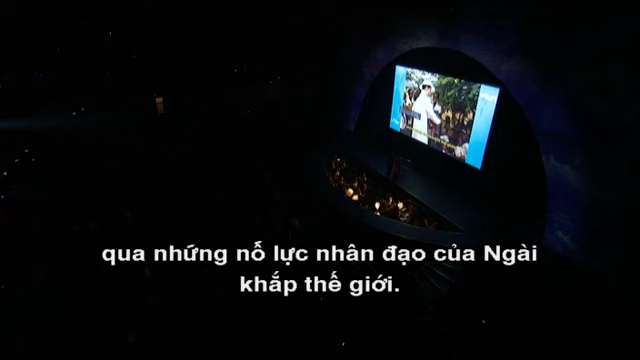 qua những nỗ lực nhân đạo của Ngài
khắp thế giới.